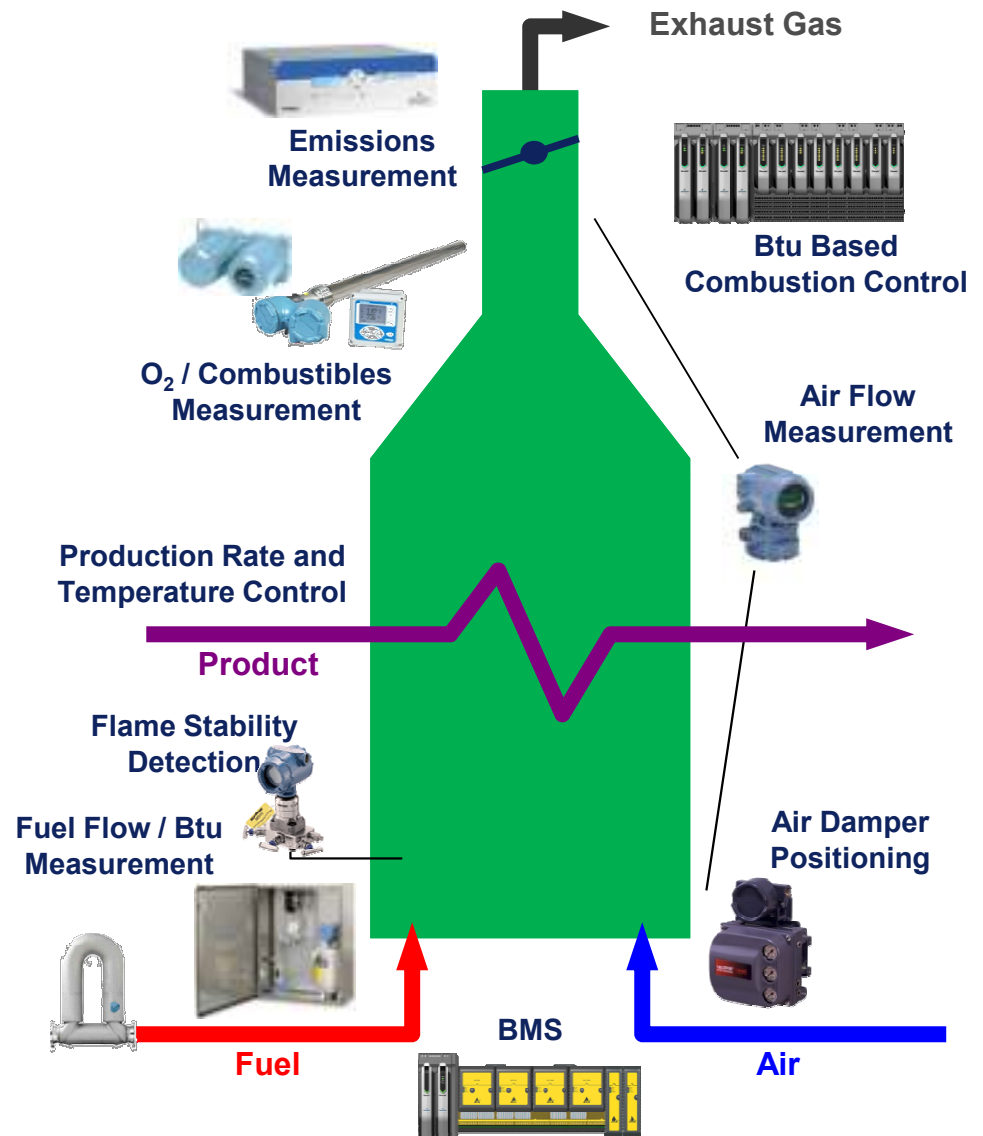 Exhaust Gas
Emissions
Measurement
Btu Based
Combustion Control
O₂ / Combustibles
Measurement
Air Flow
Measurement
Production Rate and
Temperature Control
Product
Flame Stability
Detection
Fuel Flow / Btu
Measurement
Air Damper
Positioning
BMS
Fuel
Air